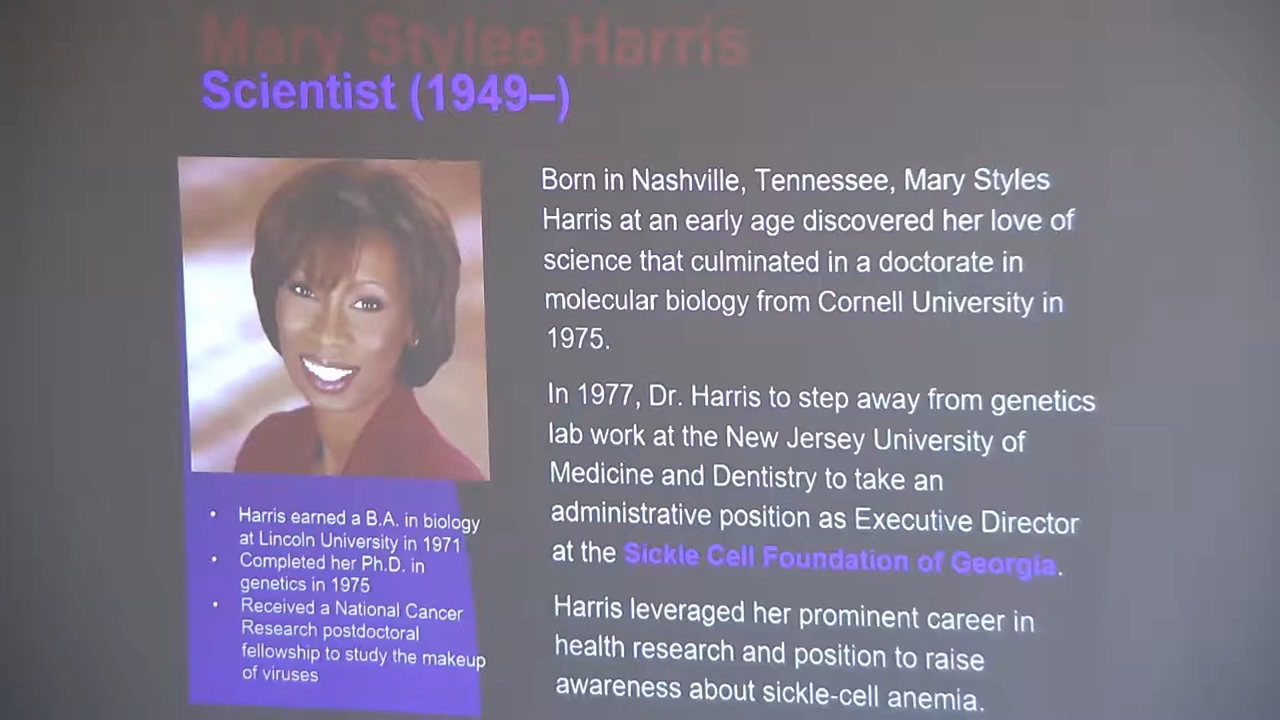 Mary Styles Harris
Scientist (1949–)
Born in Nashville, Tennessee, Mary Styles
Harris at an early age discovered her love of
science that culminated in a doctorate in
molecular biology from Cornell University in
1975.
In 1977, Dr. Harris to step away from genetics
lab work at the New Jersey University of
Medicine and Dentistry to take an
administrative position as Executive Director
at the Sickle Cell Foundation of Georgia.
Harris leveraged her prominent career in
health research and position to raise
awareness about sickle-cell anemia.
• Harris earned a B.A. in biology
at Lincoln University in 1971
• Completed her Ph.D. in
genetics in 1975
• Received a National Cancer
Research postdoctoral
fellowship to study the makeup
of viruses